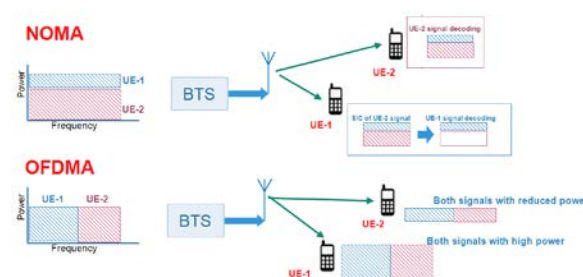 NOMA
Power
UE-1
UE-2
Frequency
BTS
UE-2
UE-2 signal decoding
UE-1
SIC of UE-2 signal
UE-1 signal decoding
OFDMA
Power
UE-1
UE-2
Frequency
BTS
UE-2
Both signals with reduced power
UE-1
Both signals with high power